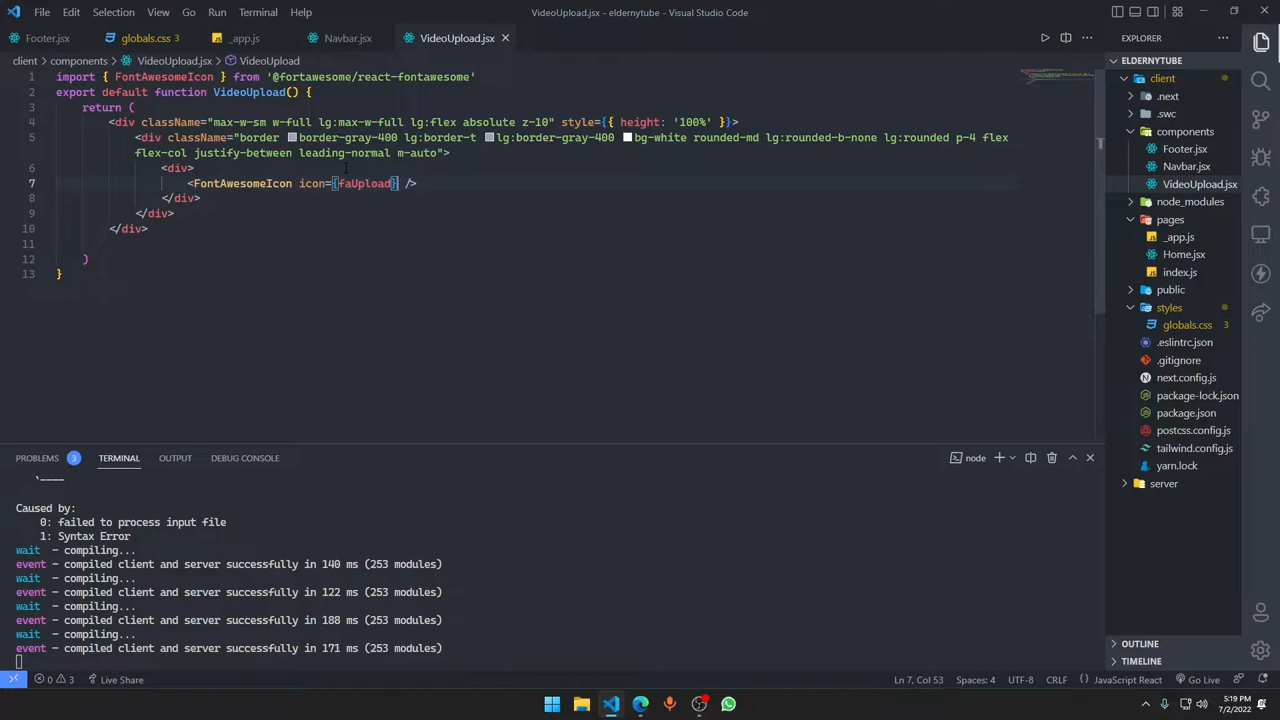 File Edit Selection View Go Run Terminal Help
VideoUpload.jsx - eldernytube - Visual Studio Code
Footer.jsx globals.css 3 _app.js Navbar.jsx VideoUpload.jsx
EXPLORER
client > components > VideoUpload.jsx > VideoUpload
1 import { FontAwesomeIcon } from '@fortawesome/react-fontawesome'
2 export default function VideoUpload() {
3 return (
4 <div className="max-w-sm w-full lg:max-w-full lg:flex absolute z-10" style={{ height: '100%' }}>
5 <div className="border border-gray-400 lg:border-t lg:border-gray-400 bg-white rounded-md lg:rounded-b-none lg:rounded p-4 flex
flex-col justify-between leading-normal m-auto">
6 <div>
7 <FontAwesomeIcon icon={faUpload} />
8 </div>
9 </div>
10 </div>
11
12 )
13 }
ELDERNYTUBE
client
.next
.swc
components
Footer.jsx
Navbar.jsx
VideoUpload.jsx
node_modules
pages
_app.js
Home.jsx
index.js
public
styles
globals.css 3
.eslintrc.json
.gitignore
next.config.js
package-lock.json
package.json
postcss.config.js
tailwind.config.js
yarn.lock
server
OUTLINE
TIMELINE
PROBLEMS 3 TERMINAL OUTPUT DEBUG CONSOLE
node
`----
Caused by:
0: failed to process input file
1: Syntax Error
wait - compiling...
event - compiled client and server successfully in 140 ms (253 modules)
wait - compiling...
event - compiled client and server successfully in 122 ms (253 modules)
wait - compiling...
event - compiled client and server successfully in 188 ms (253 modules)
wait - compiling...
event - compiled client and server successfully in 171 ms (253 modules)
0 3 Live Share
Ln 7, Col 53 Spaces: 4 UTF-8 CRLF JavaScript React Go Live
5:19 PM
7/2/2022